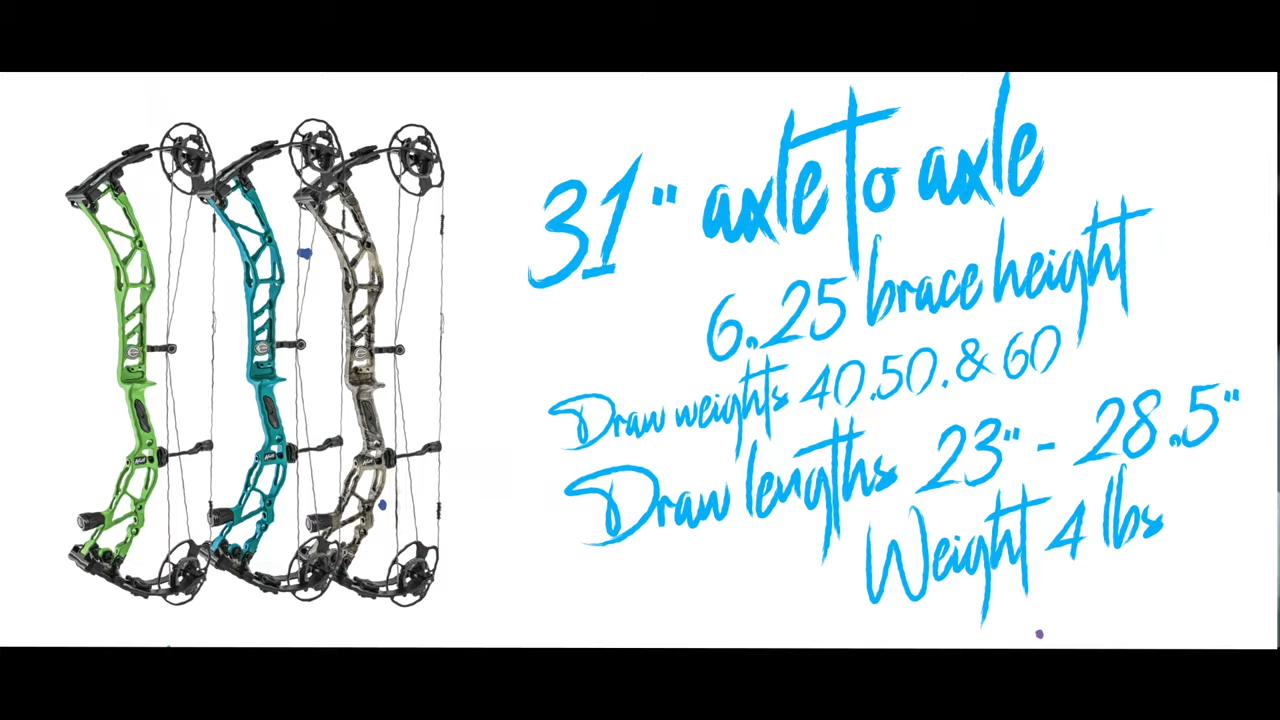 31" axle to axle
6.25 brace height
Draw weights 40.50. & 60
Draw lengths 23" - 28.5"
Weight 4 lbs